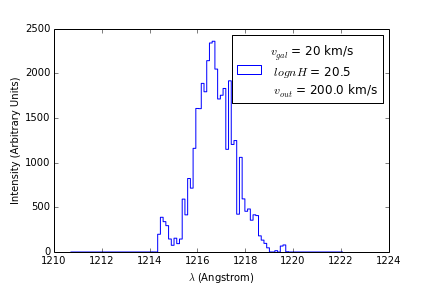 2500
2000
1500
1000
500
0
Intensity (Arbitrary Units)
v_gal = 20 km/s
lognH = 20.5
v_out = 200.0 km/s
1210 1212 1214 1216 1218 1220 1222 1224
λ (Angstrom)